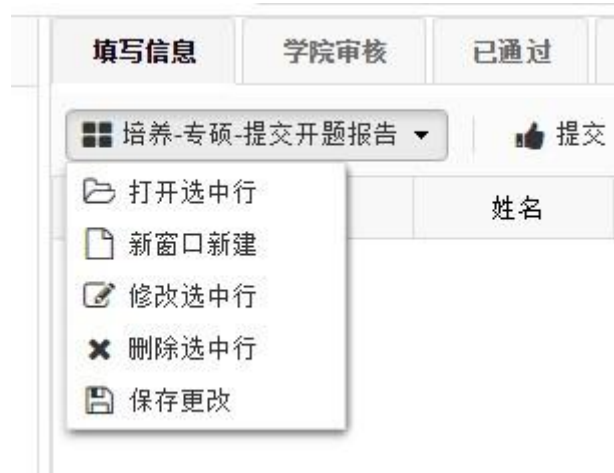 填写信息 学院审核 已通过
培养-专硕-提交开题报告 提交
姓名
打开选中行
新窗口新建
修改选中行
删除选中行
保存更改